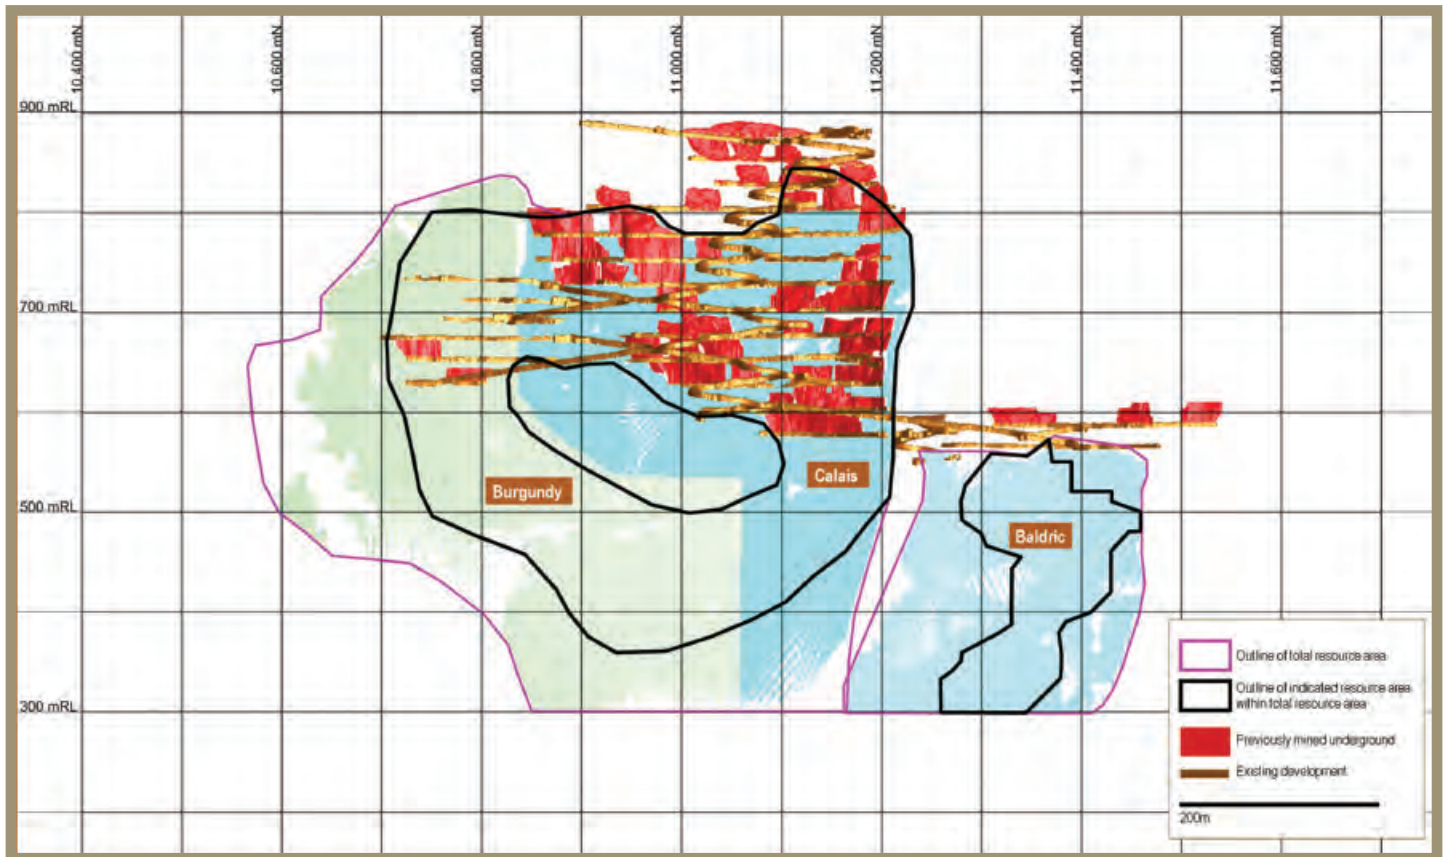 10,400 mN
10,600 mN
10,800 mN
11,000 mN
11,200 mN
11,400 mN
11,600 mN
900 mRL
700 mRL
500 mRL
300 mRL
Burgundy
Calais
Baldric
Outline of total resource area
Outline of indicated resource area
within total resource area
Previously mined underground
Existing development
200m